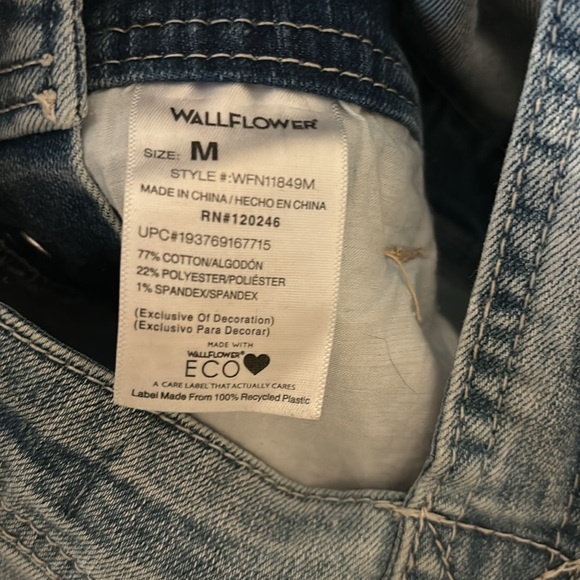 WALLFLOWER®
SIZE: M
STYLE #:WFN11849M
MADE IN CHINA/HECHO EN CHINA
RN#120246
UPC#193769167715
77% COTTON/ALGODÓN
22% POLYESTER/POLIÉSTER
1% SPANDEX/SPANDEX
(Exclusive Of Decoration)
(Exclusivo Para Decorar)
MADE WITH
WALLFLOWER®
ECO
A CARE LABEL THAT ACTUALLY CARES
Label Made From 100% Recycled Plastic